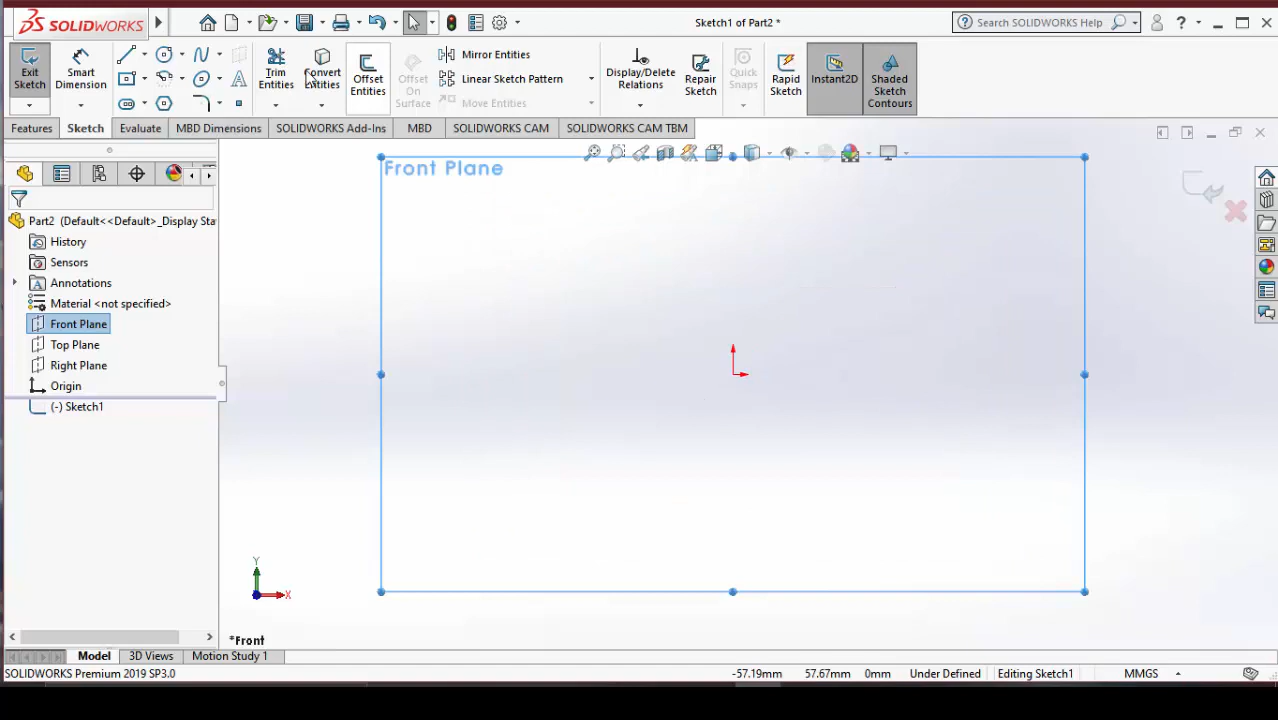 SOLIDWORKS
Sketch1 of Part2 *
Search SOLIDWORKS Help
?
Exit Sketch
Smart Dimension
Trim Entities
Convert Entities
Offset Entities
Offset On Surface
Mirror Entities
Linear Sketch Pattern
Move Entities
Display/Delete Relations
Repair Sketch
Quick Snaps
Rapid Sketch
Instant2D
Shaded Sketch Contours
Features
Sketch
Evaluate
MBD Dimensions
SOLIDWORKS Add-Ins
MBD
SOLIDWORKS CAM
SOLIDWORKS CAM TBM
Part2 (Default<<Default>_Display Sta
History
Sensors
Annotations
Material <not specified>
Front Plane
Top Plane
Right Plane
Origin
(-) Sketch1
Front Plane
Y
X
*Front
Model
3D Views
Motion Study 1
SOLIDWORKS Premium 2019 SP3.0
-57.19mm
57.67mm
0mm
Under Defined
Editing Sketch1
MMGS